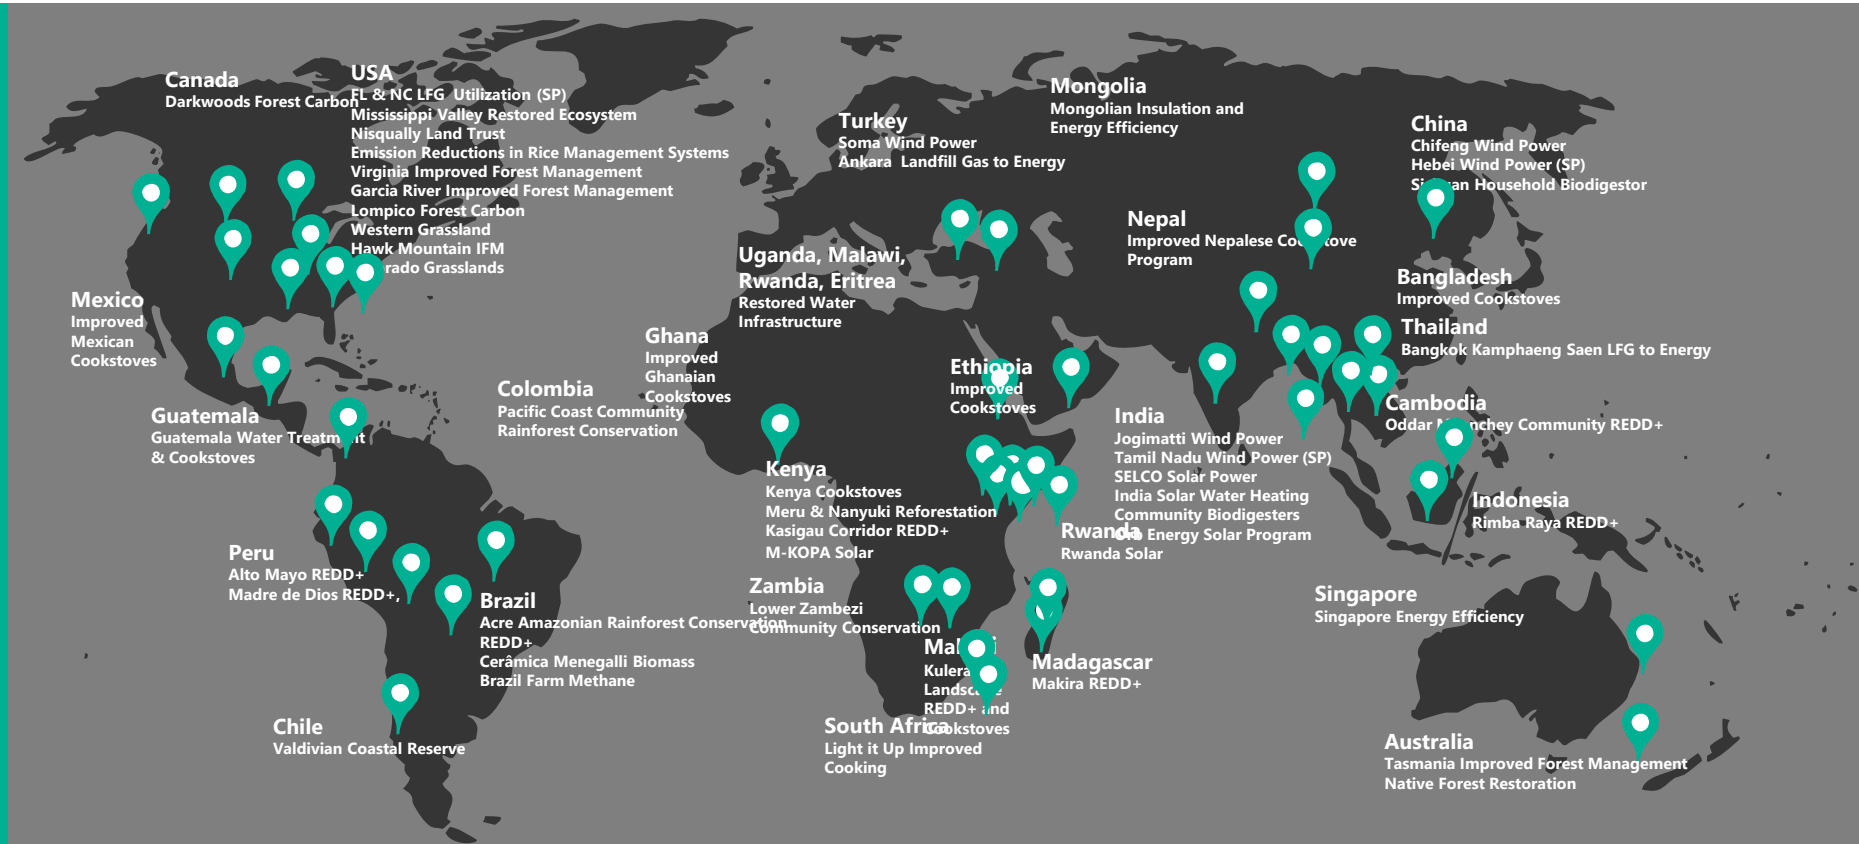 Canada
Darkwoods Forest Carbon
USA
FL & NC LFG Utilization (SP)
Mississippi Valley Restored Ecosystem
Nisqually Land Trust
Emission Reductions in Rice Management Systems
Virginia Improved Forest Management
Garcia River Improved Forest Management
Lompico Forest Carbon
Western Grassland
Hawk Mountain IFM
Grasslands
Mexico
Improved
Mexican
Cookstoves
Guatemala
Guatemala Water Treatment
& Cookstoves
Colombia
Pacific Coast Community
Rainforest Conservation
Peru
Alto Mayo REDD+
Madre de Dios REDD+,
Brazil
Acre Amazonian Rainforest Conservation
REDD+
Cerâmica Menegalli Biomass
Brazil Farm Methane
Chile
Valdivian Coastal Reserve
Turkey
Soma Wind Power
Ankara Landfill Gas to Energy
Uganda, Malawi,
Rwanda, Eritrea
Restored Water
Infrastructure
Ghana
Improved
Ghanaian
Cookstoves
Ethiopia
Improved
Cookstoves
Kenya
Kenya Cookstoves
Meru & Nanyuki Reforestation
Kasigau Corridor REDD+
M-KOPA Solar
Rwanda
Rwanda Solar
Zambia
Lower Zambezi
Community Conservation
Malawi
Kulera
Landscape
REDD+ and
Cookstoves
Madagascar
Makira REDD+
South Africa
Light it Up Improved
Cooking
Mongolia
Mongolian Insulation and
Energy Efficiency
China
Chifeng Wind Power
Hebei Wind Power (SP)
Sichuan Household Biodigestor
Nepal
Improved Nepalese Cookstove
Program
Bangladesh
Improved Cookstoves
Thailand
Bangkok Kamphaeng Saen LFG to Energy
India
Jogimatti Wind Power
Tamil Nadu Wind Power (SP)
SELCO Solar Power
India Solar Water Heating
Community Biodigesters
Orb Energy Solar Program
Cambodia
Oddar Meanchey Community REDD+
Indonesia
Rimba Raya REDD+
Singapore
Singapore Energy Efficiency
Australia
Tasmania Improved Forest Management
Native Forest Restoration